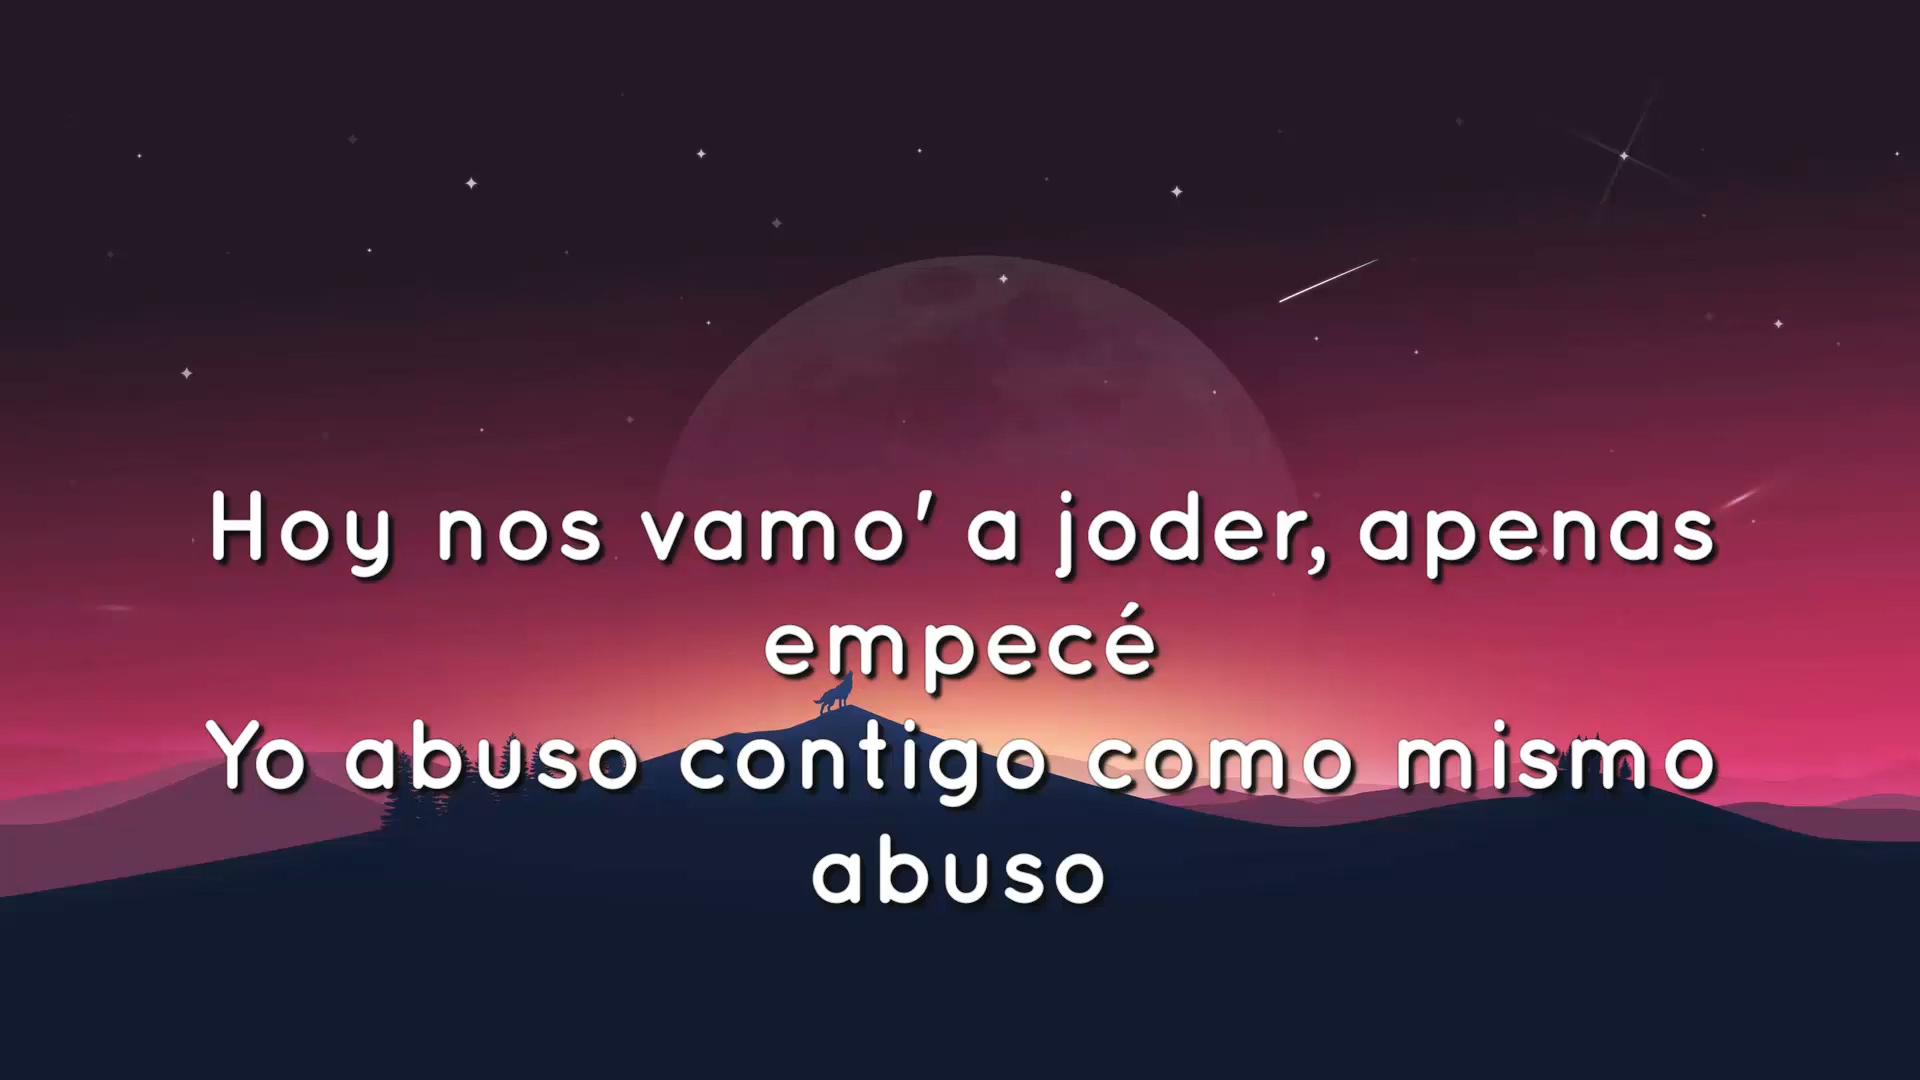 Hoy nos vamo' a joder, apenas
empecé
Yo abuso contigo como mismo
abuso